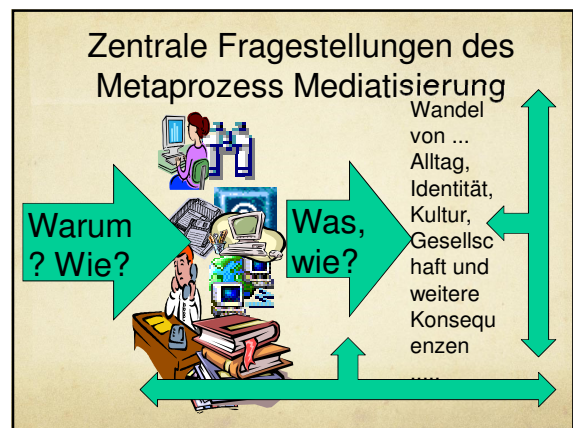 Zentrale Fragestellungen des
Metaprozess Mediatisierung
Warum
? Wie?
Was,
wie?
Wandel
von ...
Alltag,
Identität,
Kultur,
Gesellsc
haft und
weitere
Konsequ
enzen
.....